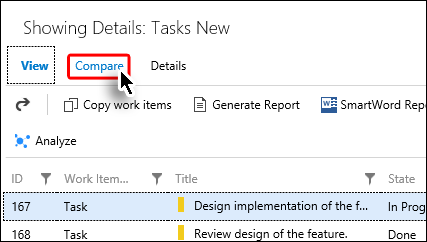 Showing Details: Tasks New
View Compare Details
Copy work items Generate Report SmartWord Repo
Analyze
ID Work Item... Title State
167 Task Design implementation of the f... In Prog
168 Task Review design of the feature. Done